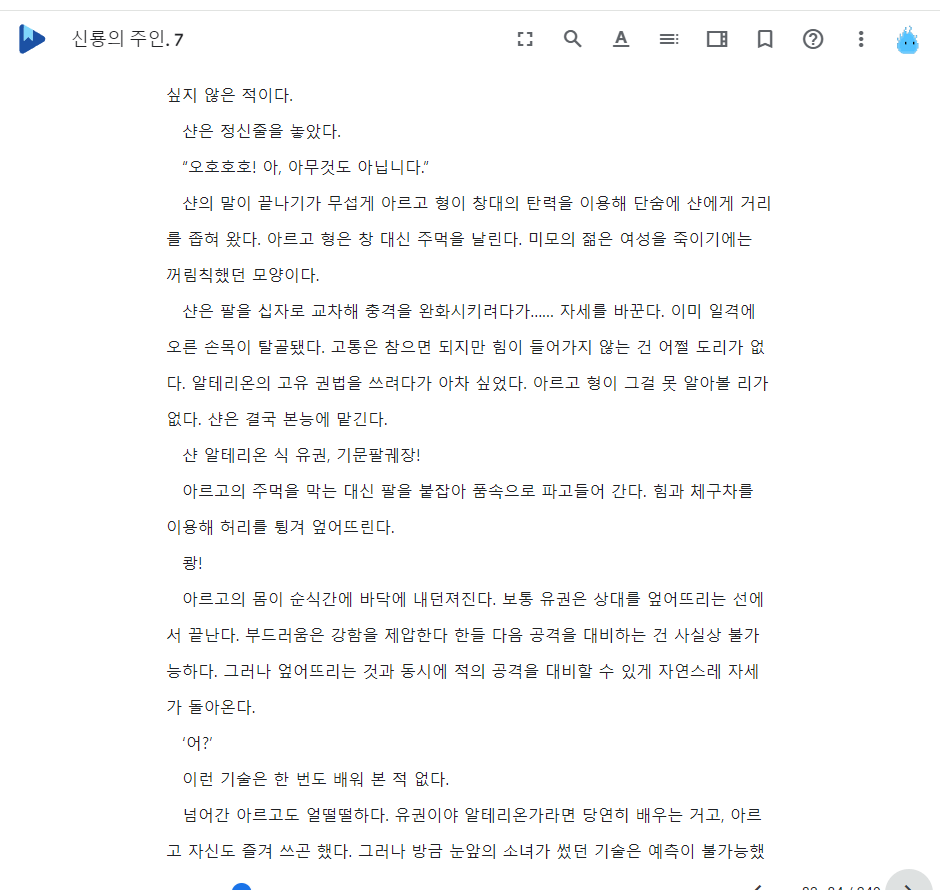 신룡의 주인. 7
싶지 않은 적이다.
샨은 정신줄을 놓았다.
“오호호호! 아, 아무것도 아닙니다.”
샨의 말이 끝나기가 무섭게 아르고 형이 창대의 탄력을 이용해 단숨에 샨에게 거리
를 좁혀 왔다. 아르고 형은 창 대신 주먹을 날린다. 미모의 젊은 여성을 죽이기에는
꺼림칙했던 모양이다.
샨은 팔을 십자로 교차해 충격을 완화시키려다가…… 자세를 바꾼다. 이미 일격에
오른 손목이 탈골됐다. 고통은 참으면 되지만 힘이 들어가지 않는 건 어쩔 도리가 없
다. 알테리온의 고유 권법을 쓰려다가 아차 싶었다. 아르고 형이 그걸 못 알아볼 리가
없다. 샨은 결국 본능에 맡긴다.
샨 알테리온 식 유권, 기문팔궤장!
아르고의 주먹을 막는 대신 팔을 붙잡아 품속으로 파고들어 간다. 힘과 체구차를
이용해 허리를 튕겨 엎어뜨린다.
쾅!
아르고의 몸이 순식간에 바닥에 내던져진다. 보통 유권은 상대를 엎어뜨리는 선에
서 끝난다. 부드러움은 강함을 제압한다 한들 다음 공격을 대비하는 건 사실상 불가
능하다. 그러나 엎어뜨리는 것과 동시에 적의 공격을 대비할 수 있게 자연스레 자세
가 돌아온다.
‘어?’
이런 기술은 한 번도 배워 본 적 없다.
넘어간 아르고도 얼떨떨하다. 유권이야 알테리온가라면 당연히 배우는 거고, 아르
고 자신도 즐겨 쓰곤 했다. 그러나 방금 눈앞의 소녀가 썼던 기술은 예측이 불가능했